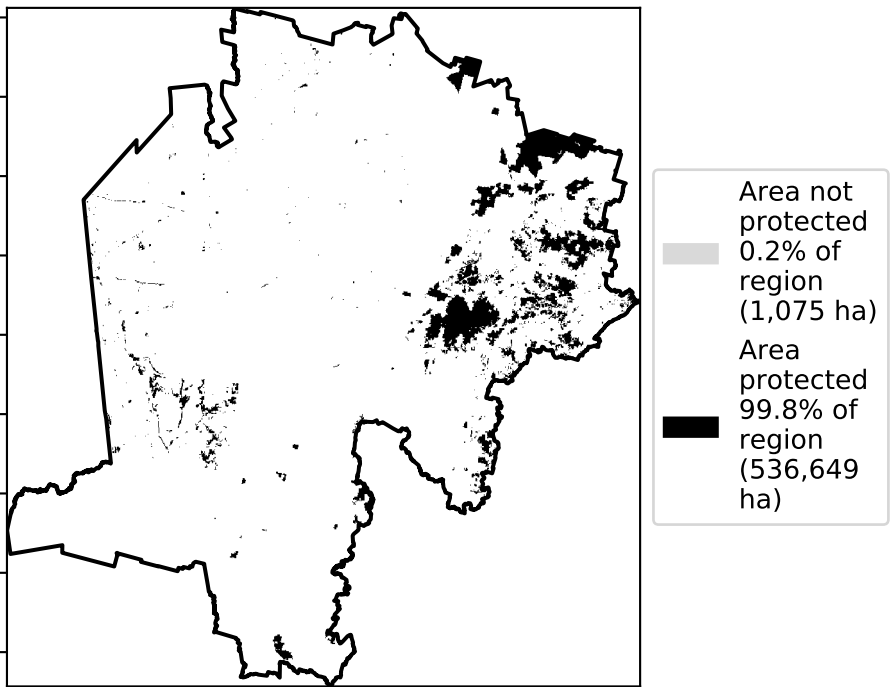 Area not
protected
0.2% of
region
(1,075 ha)
Area
protected
99.8% of
region
(536,649
ha)